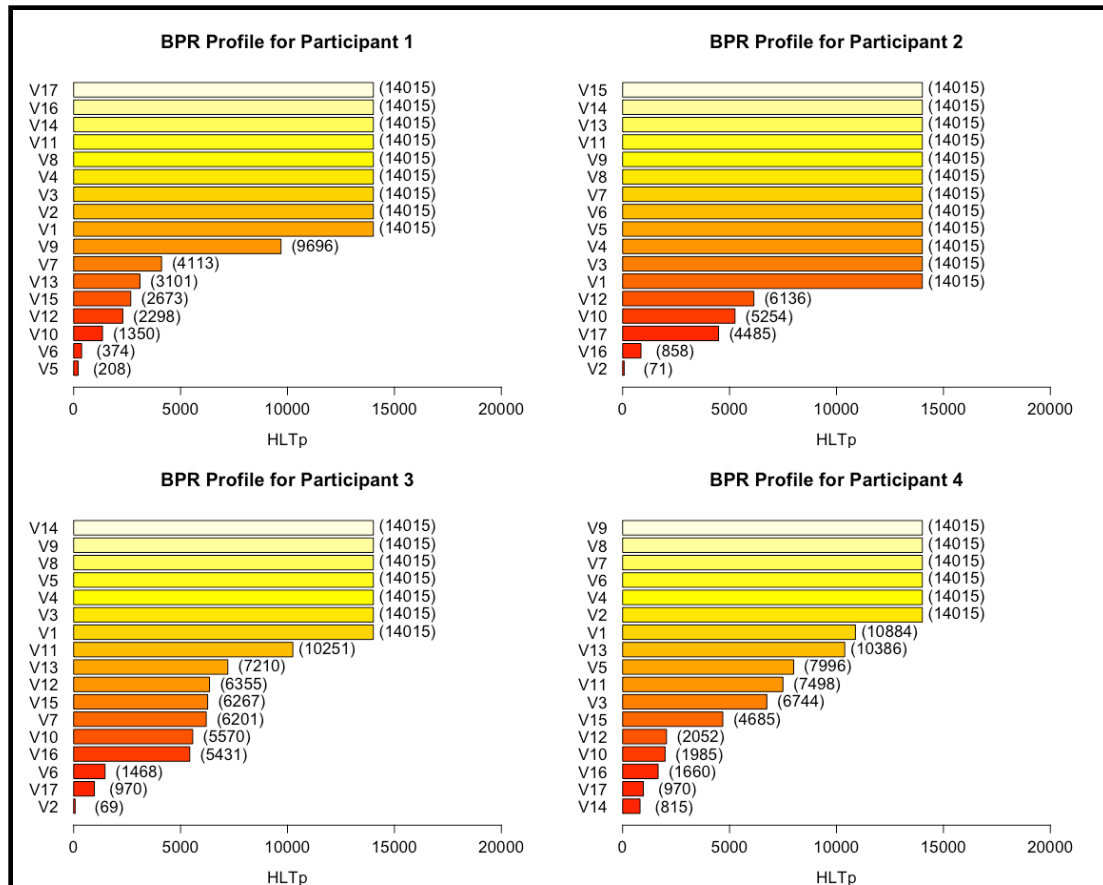 BPR Profile for Participant 1
V17 (14015)
V16 (14015)
V14 (14015)
V11 (14015)
V8 (14015)
V4 (14015)
V3 (14015)
V2 (14015)
V1 (14015)
V9 (9696)
V7 (4113)
V13 (3101)
V15 (2673)
V12 (2298)
V10 (1350)
V6 (374)
V5 (208)
0 5000 10000 15000 20000
HLTp
BPR Profile for Participant 2
V15 (14015)
V14 (14015)
V13 (14015)
V11 (14015)
V9 (14015)
V8 (14015)
V7 (14015)
V6 (14015)
V5 (14015)
V4 (14015)
V3 (14015)
V1 (14015)
V12 (6136)
V10 (5254)
V17 (4485)
V16 (858)
V2 (71)
0 5000 10000 15000 20000
HLTp
BPR Profile for Participant 3
V14 (14015)
V9 (14015)
V8 (14015)
V5 (14015)
V4 (14015)
V3 (14015)
V1 (14015)
V11 (10251)
V13 (7210)
V12 (6355)
V15 (6267)
V7 (6201)
V10 (5570)
V16 (5431)
V6 (1468)
V17 (970)
V2 (69)
0 5000 10000 15000 20000
HLTp
BPR Profile for Participant 4
V9 (14015)
V8 (14015)
V7 (14015)
V6 (14015)
V4 (14015)
V2 (14015)
V1 (10884)
V13 (10386)
V5 (7996)
V11 (7498)
V3 (6744)
V15 (4685)
V12 (2052)
V10 (1985)
V16 (1660)
V17 (970)
V14 (815)
0 5000 10000 15000 20000
HLTp